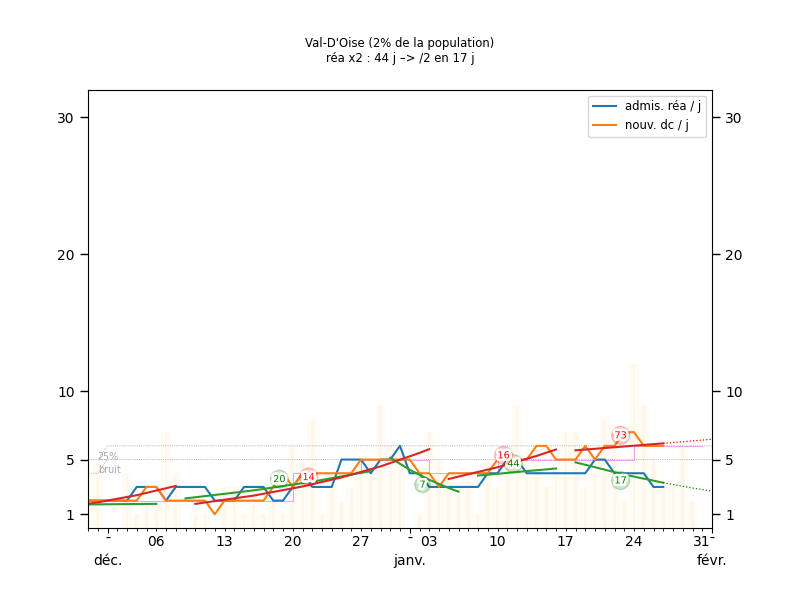 Val-D'Oise (2% de la population)
réa x2 : 44 j –> /2 en 17 j
admis. réa / j
nouv. dc / j
30
30
20
20
10
10
5
5
1
1
25%
bruit
20
14
7
16
44
73
17
- 06 13 20 27 - 03 10 17 24 31-
déc. janv. févr.